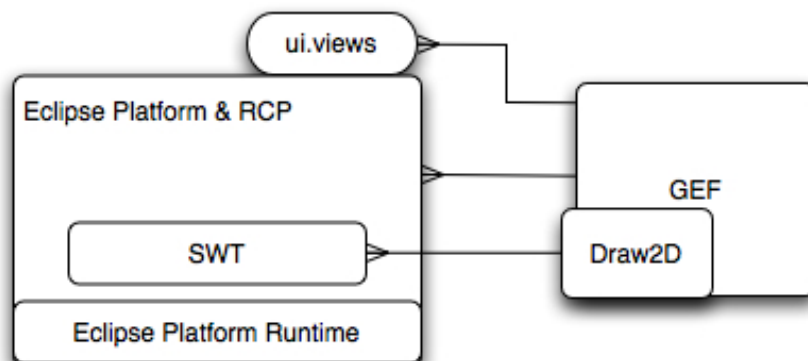 ui.views
Eclipse Platform & RCP
GEF
SWT
Draw2D
Eclipse Platform Runtime